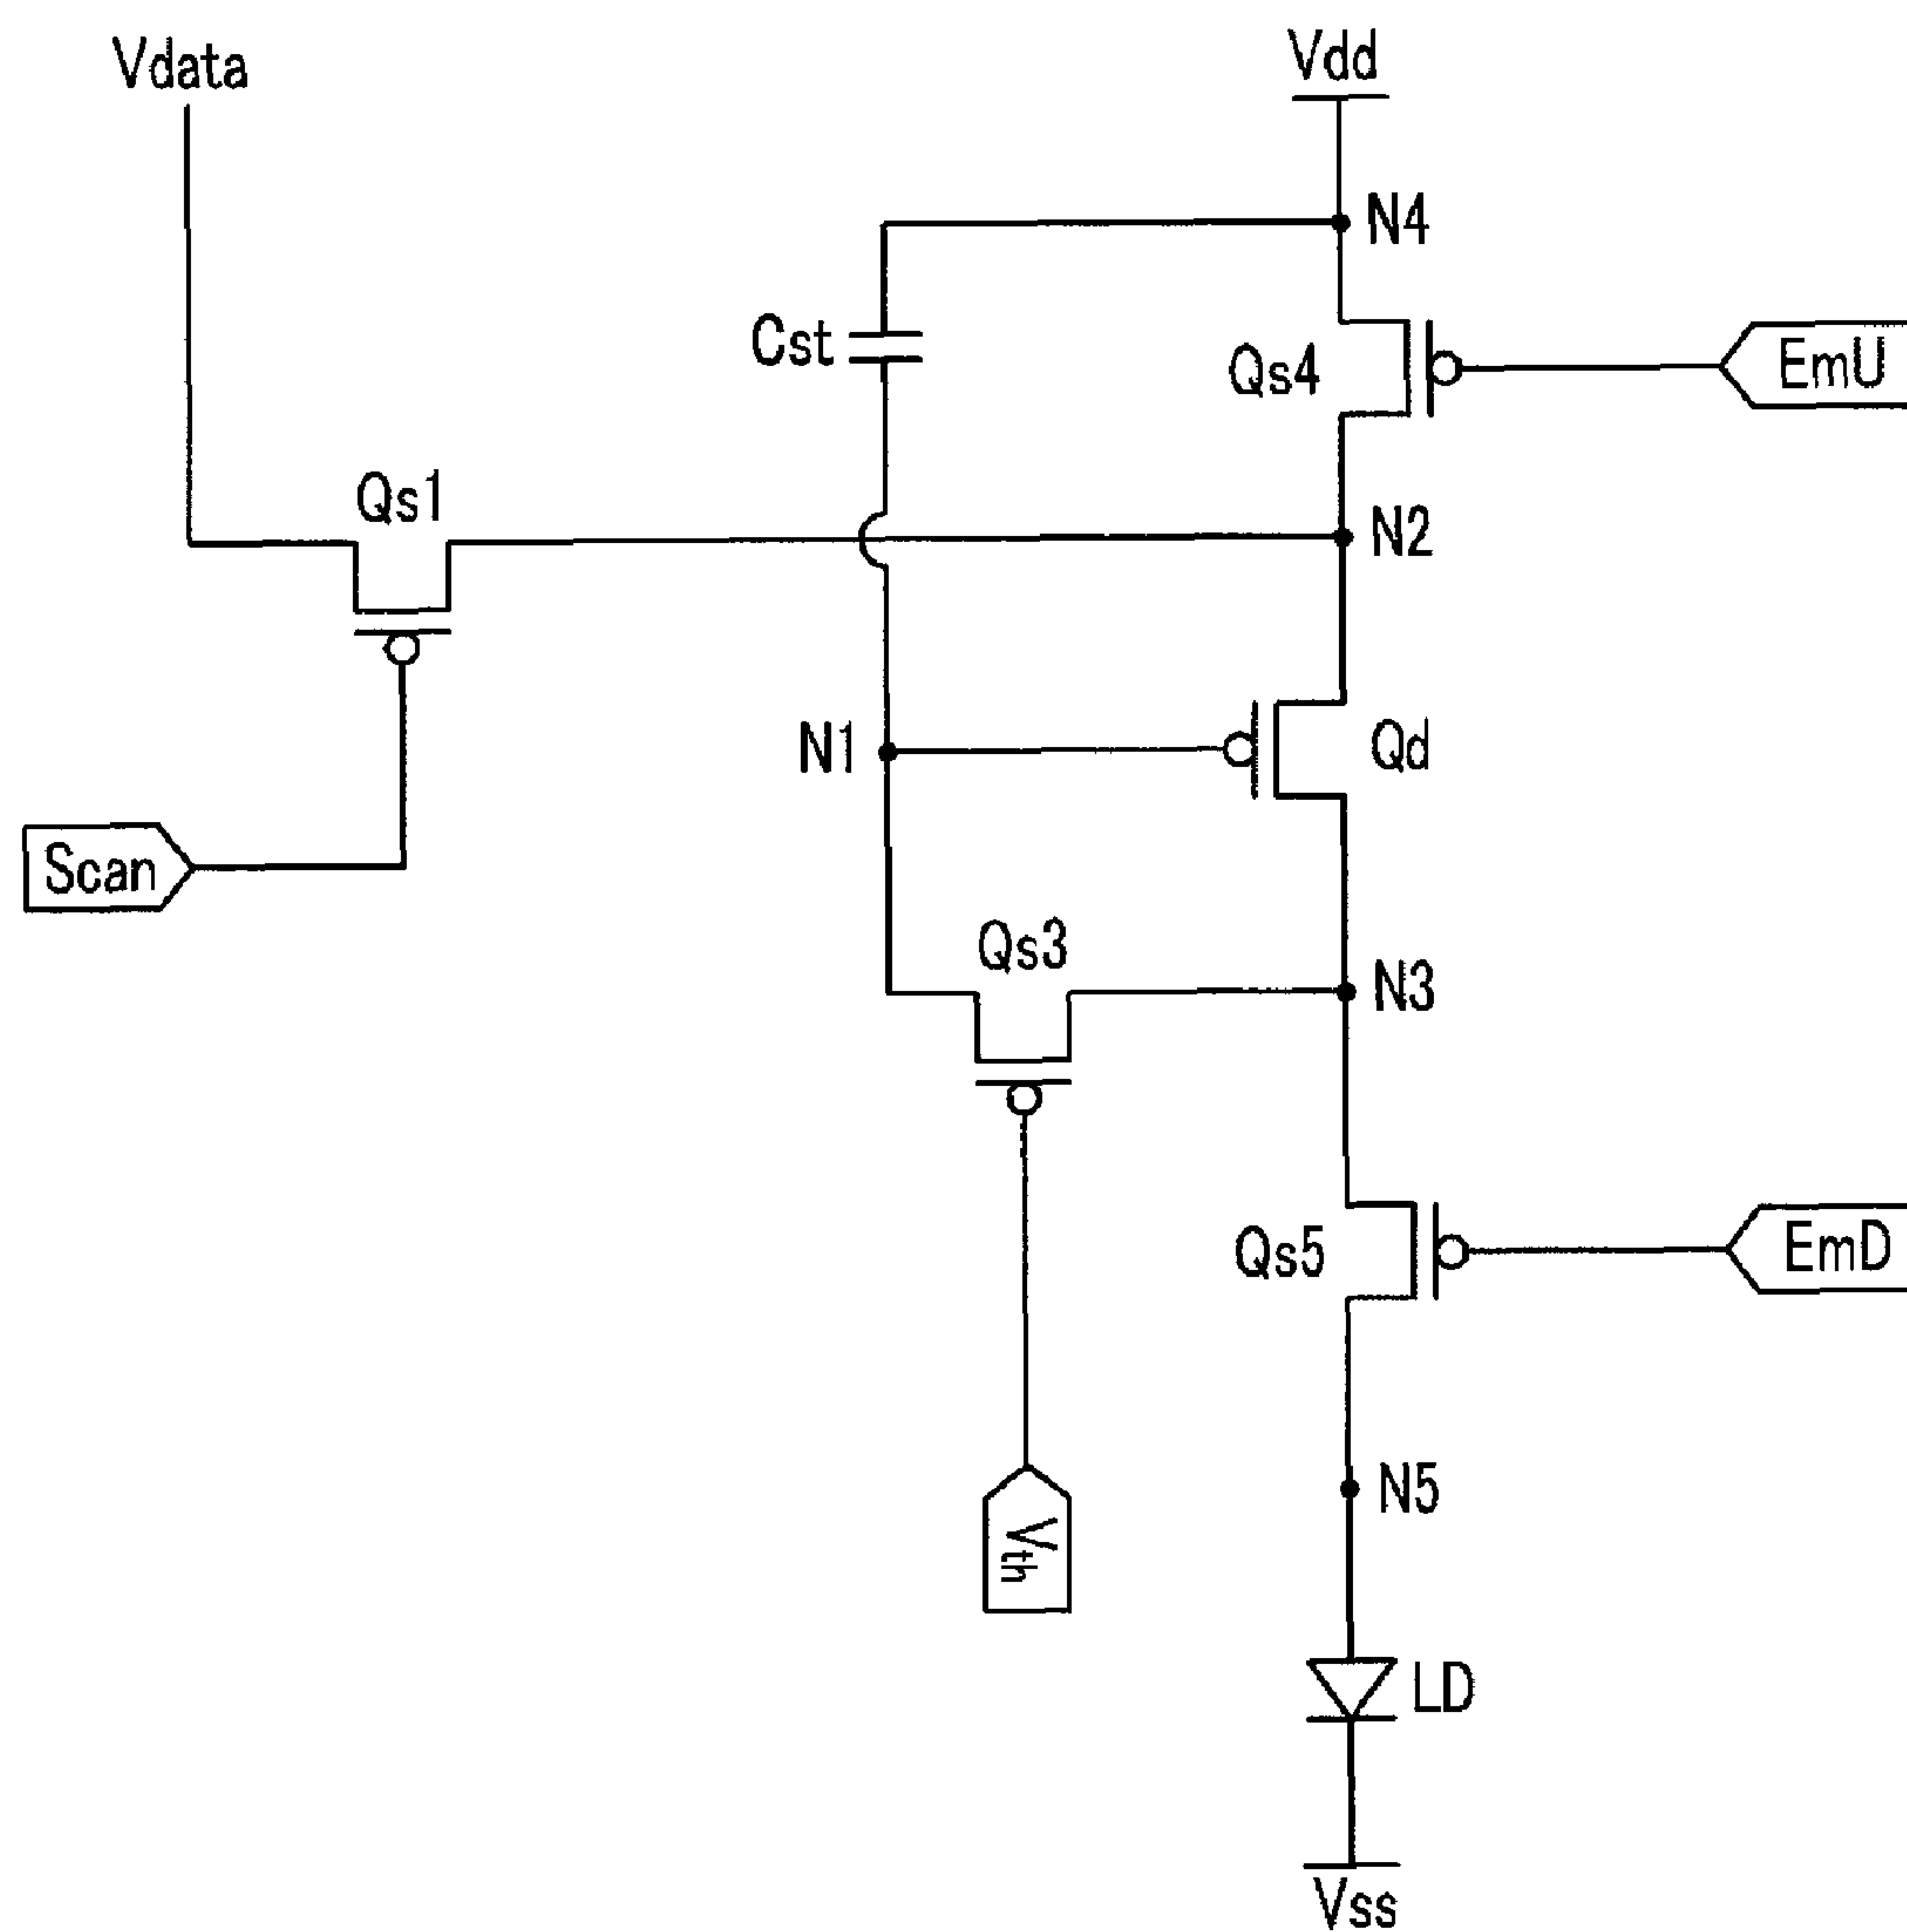 Vdata
Vdd
N4
Cst
Qs4
EmU
Qs1
N2
N1
Qd
Scan
Qs3
N3
Qs5
EmD
N5
Vth
LD
Vss